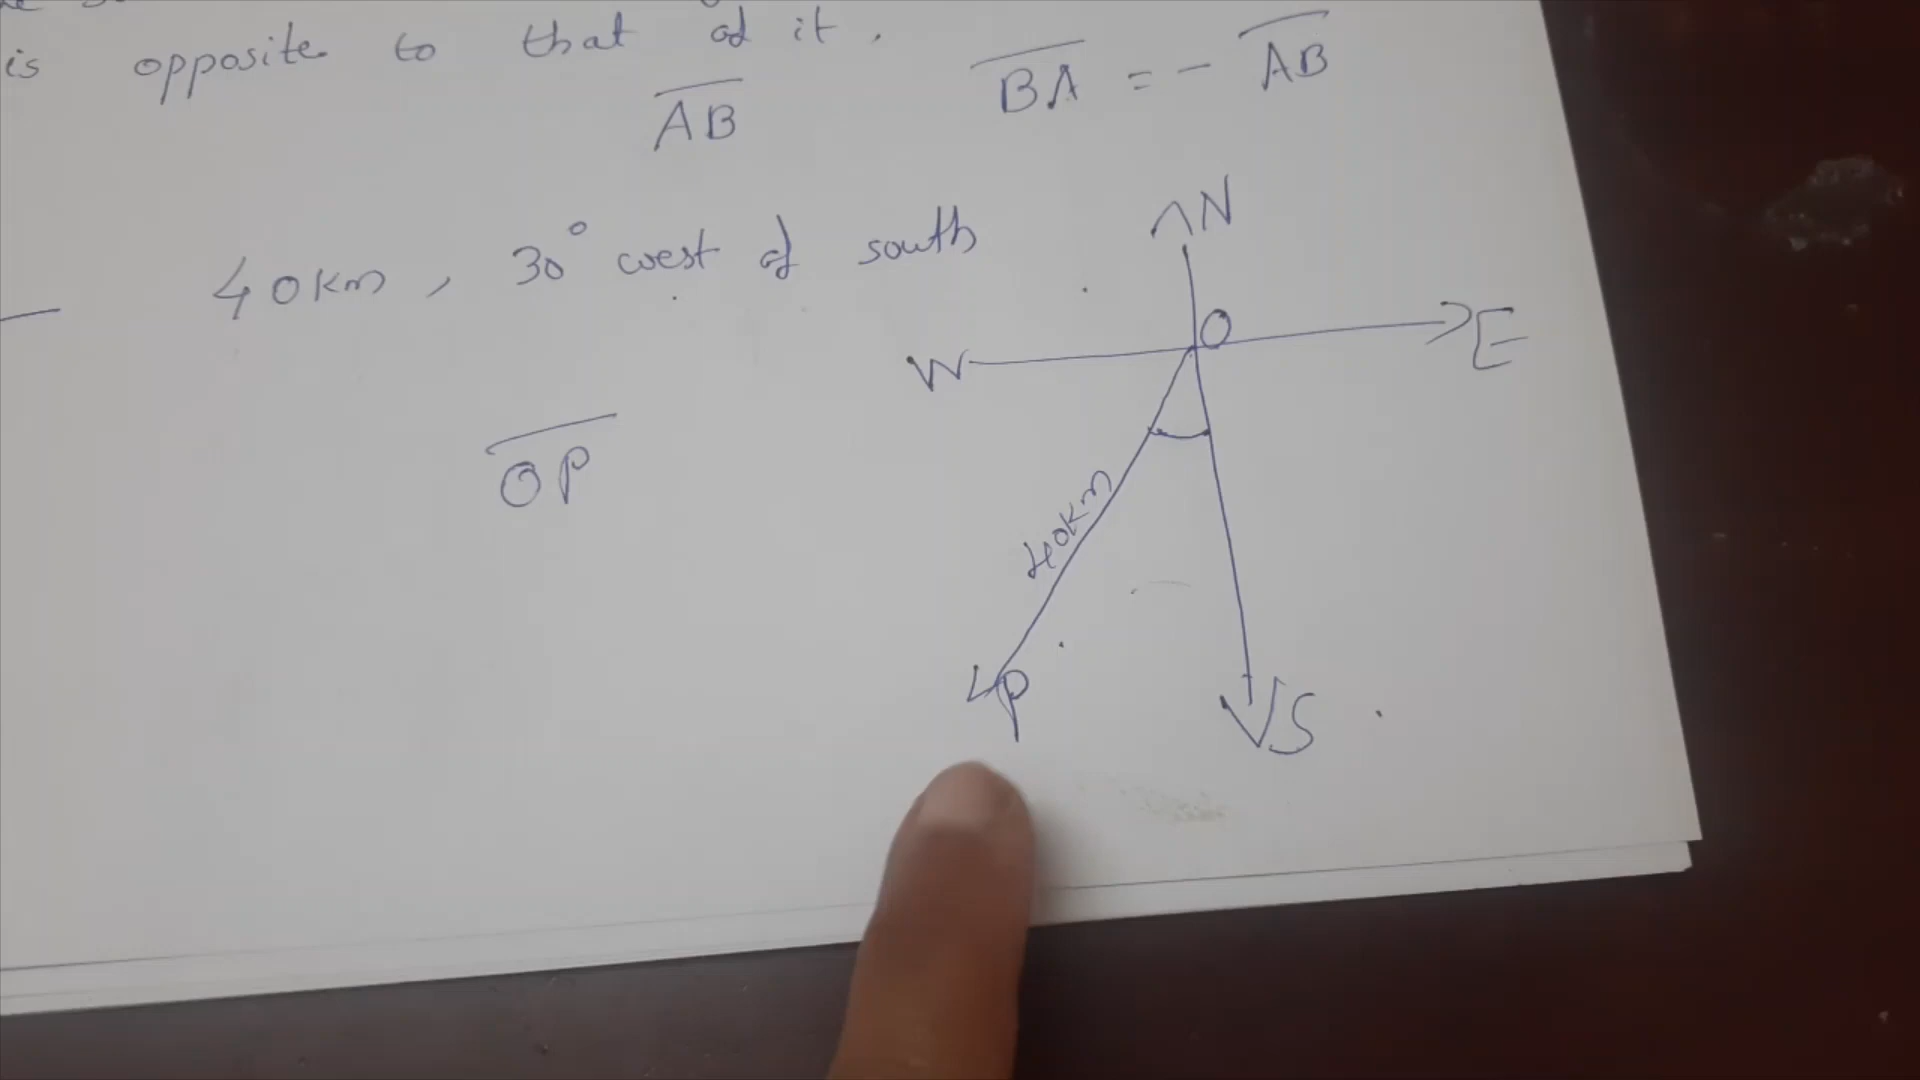 is opposite to that of it.
AB BA = - AB
40km, 30° west of south
N
O
W E
OP
40km
P
S